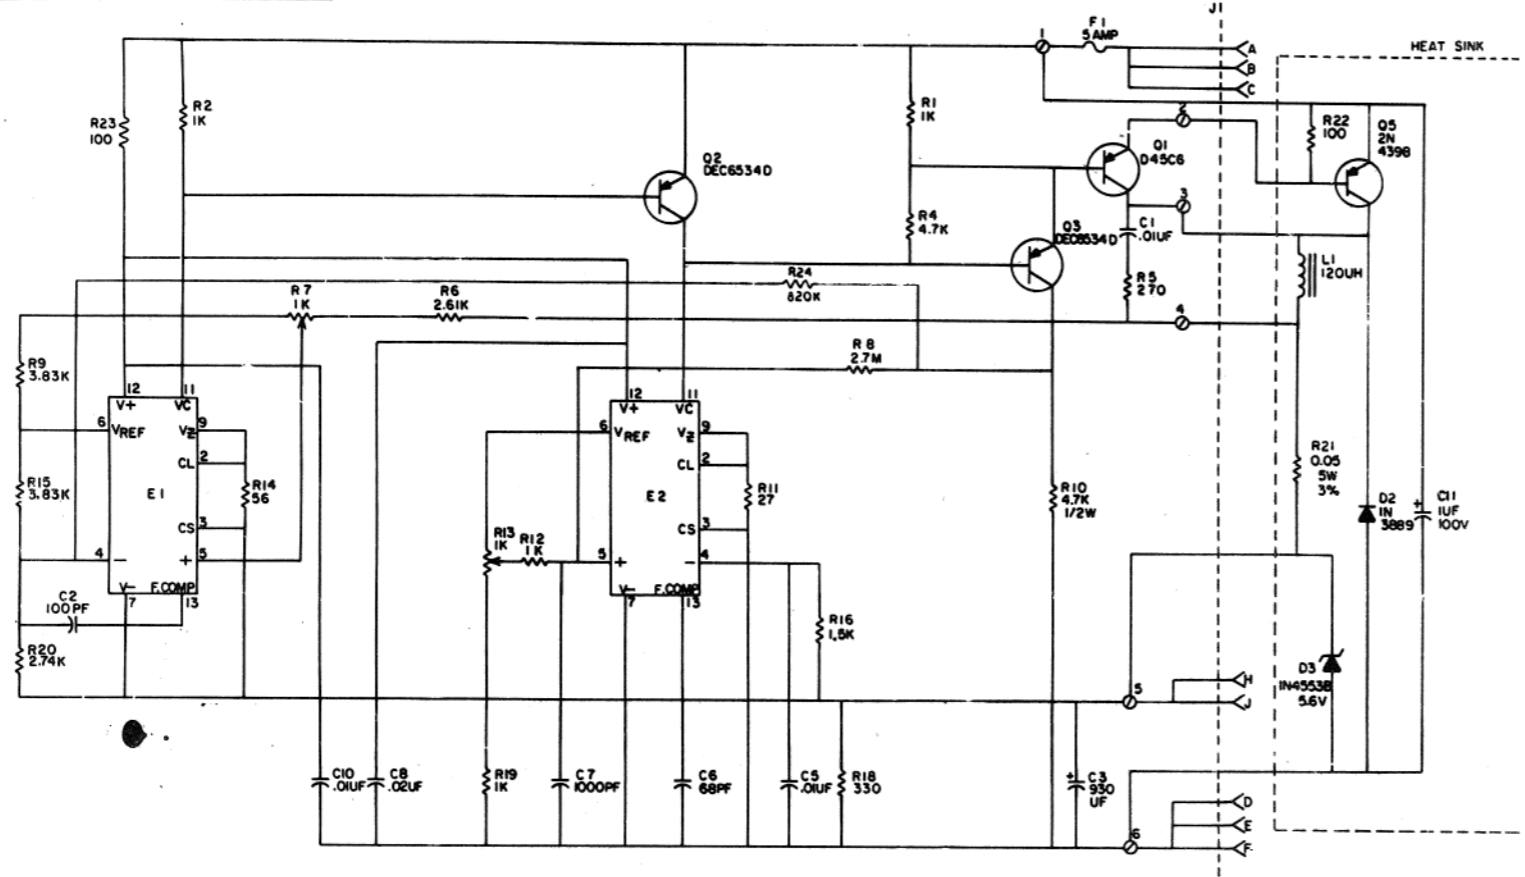 J1
F1
5 AMP
1
A
B
C
HEAT SINK
R23
100
R2
1K
Q2
DEC6534D
R1
1K
2
Q1
D45C6
R22
100
Q5
2N
4398
R4
4.7K
Q3
DEC6534D
3
C1
.01UF
R5
270
L1
120UH
R24
820K
R7
1K
R6
2.61K
4
R8
2.7M
R9
3.83K
12
11
V+
VC
6
VREF
VZ
9
CL
2
E1
R14
56
CS
3
R15
3.83K
4
−
+
5
V−
F.COMP
7
13
C2
100PF
R20
2.74K
12
11
V+
VC
6
VREF
VZ
9
CL
2
E2
R11
27
CS
3
R13
1K
R12
1K
5
+
−
4
V−
F.COMP
7
13
R16
1.5K
R10
4.7K
1/2W
R21
0.05
5W
3%
D2
1N
3889
+
C11
1UF
100V
D3
1N4553B
5.6V
5
H
J
C10
.01UF
C8
.02UF
R19
1K
C7
1000PF
C6
68PF
C5
.01UF
R18
330
+
C3
930
UF
6
D
E
F